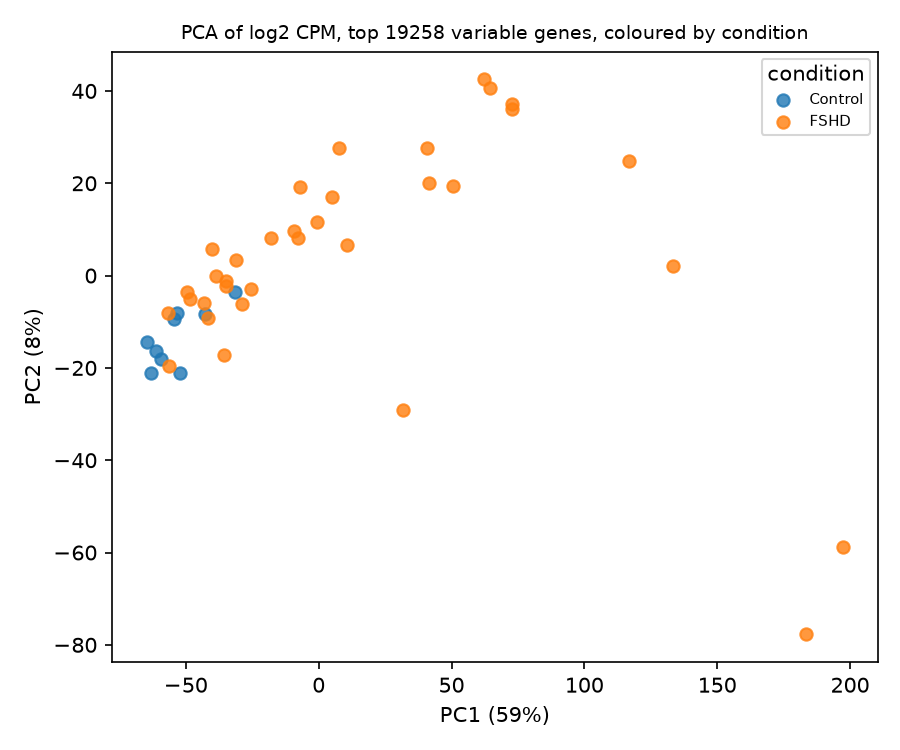 PCA of log2 CPM, top 19258 variable genes, coloured by condition
condition
Control
FSHD
40
20
0
−20
−40
−60
−80
PC2 (8%)
−50 0 50 100 150 200
PC1 (59%)